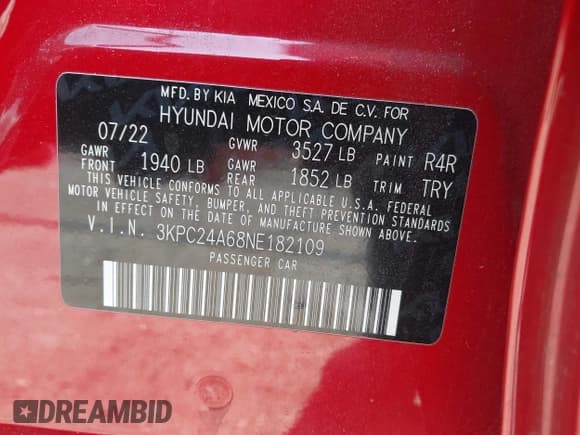 MFD. BY KIA MEXICO S.A. DE C.V. FOR
HYUNDAI MOTOR COMPANY
07/22 GVWR 3527 LB PAINT R4R
GAWR FRONT 1940 LB GAWR REAR 1852 LB TRIM TRY
THIS VEHICLE CONFORMS TO ALL APPLICABLE U.S.A. FEDERAL
MOTOR VEHICLE SAFETY, BUMPER, AND THEFT PREVENTION STANDARDS
IN EFFECT ON THE DATE OF MANUFACTURE SHOWN ABOVE.
V.I.N. 3KPC24A68NE182109
PASSENGER CAR
DREAMBID